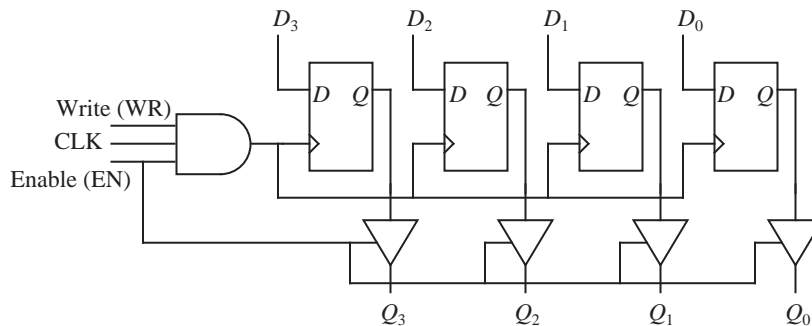 D3 D2 D1 D0
D Q D Q D Q D Q
Write (WR)
CLK
Enable (EN)
Q3 Q2 Q1 Q0